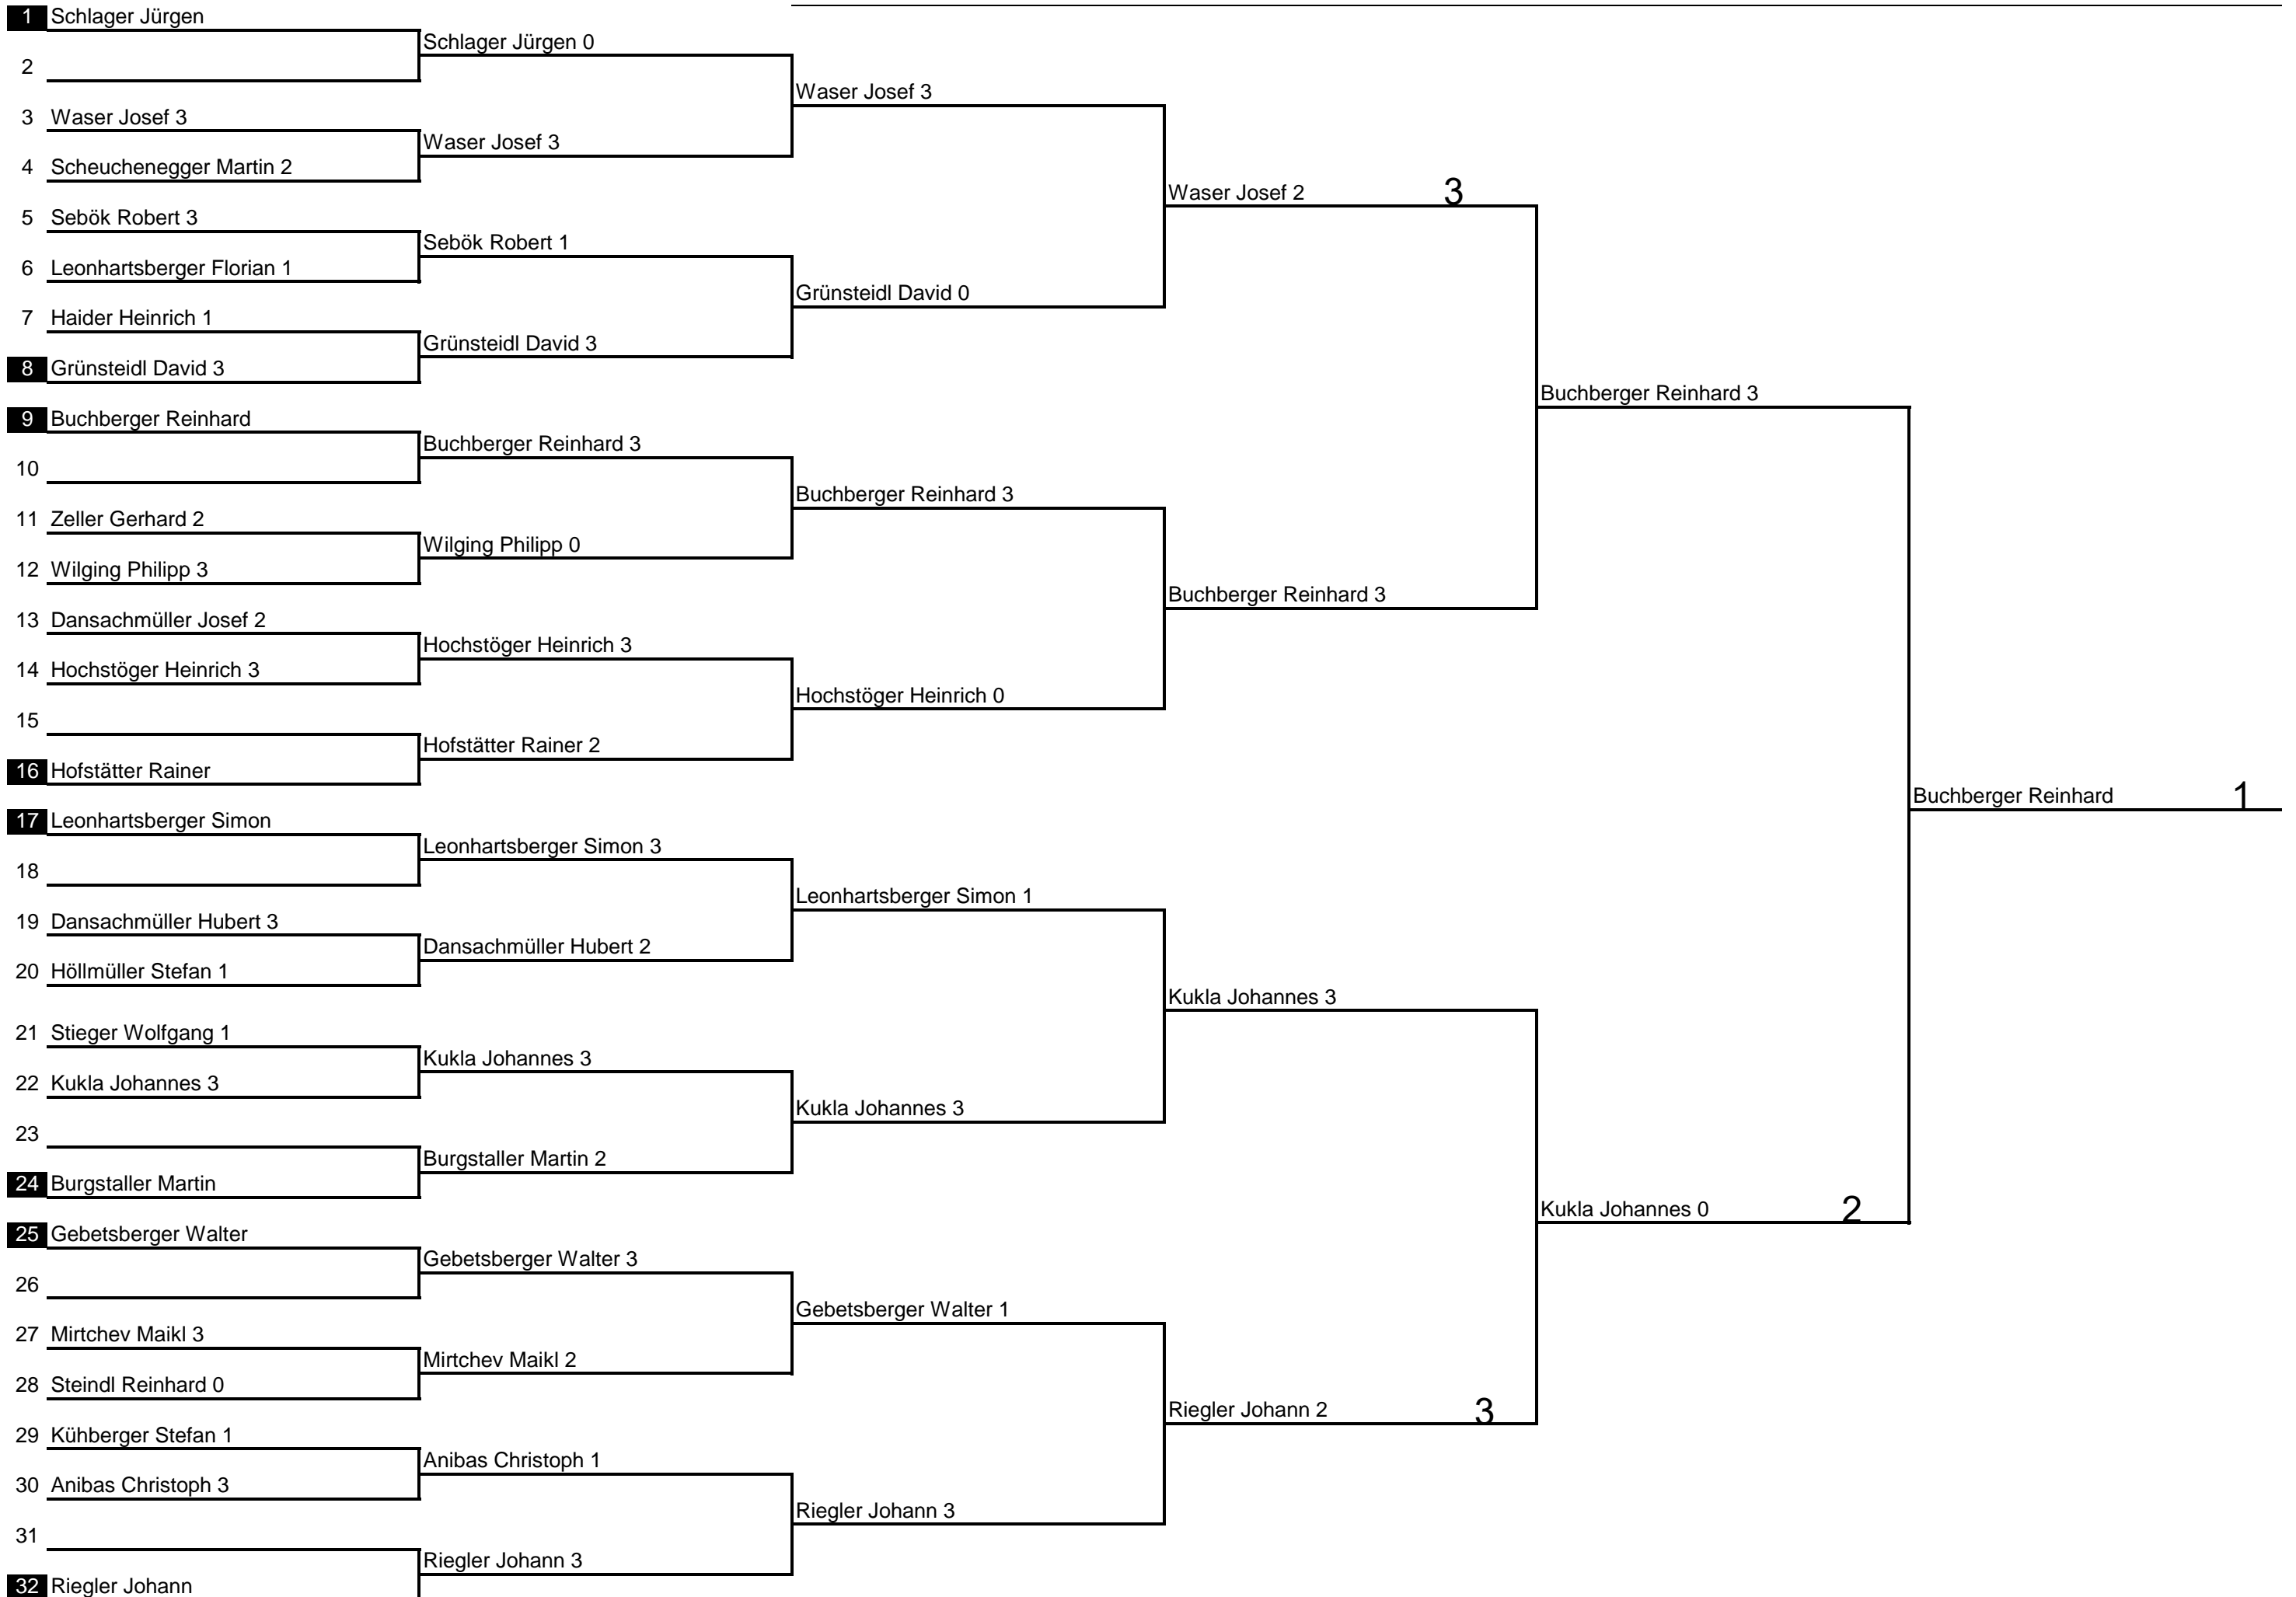 1 Schlager Jürgen
Schlager Jürgen 0
2
Waser Josef 3
3 Waser Josef 3
Waser Josef 3
4 Scheuchenegger Martin 2
Waser Josef 2 3
5 Sebök Robert 3
Sebök Robert 1
6 Leonhartsberger Florian 1
Grünsteidl David 0
7 Haider Heinrich 1
Grünsteidl David 3
8 Grünsteidl David 3
Buchberger Reinhard 3
9 Buchberger Reinhard
Buchberger Reinhard 3
10
Buchberger Reinhard 3
11 Zeller Gerhard 2
Wilging Philipp 0
12 Wilging Philipp 3
Buchberger Reinhard 3
13 Dansachmüller Josef 2
Hochstöger Heinrich 3
14 Hochstöger Heinrich 3
Hochstöger Heinrich 0
15
Hofstätter Rainer 2
16 Hofstätter Rainer
Buchberger Reinhard 1
17 Leonhartsberger Simon
Leonhartsberger Simon 3
18
Leonhartsberger Simon 1
19 Dansachmüller Hubert 3
Dansachmüller Hubert 2
20 Höllmüller Stefan 1
Kukla Johannes 3
21 Stieger Wolfgang 1
Kukla Johannes 3
22 Kukla Johannes 3
Kukla Johannes 3
23
Burgstaller Martin 2
24 Burgstaller Martin
Kukla Johannes 0 2
25 Gebetsberger Walter
Gebetsberger Walter 3
26
Gebetsberger Walter 1
27 Mirtchev Maikl 3
Mirtchev Maikl 2
28 Steindl Reinhard 0
Riegler Johann 2 3
29 Kühberger Stefan 1
Anibas Christoph 1
30 Anibas Christoph 3
Riegler Johann 3
31
Riegler Johann 3
32 Riegler Johann